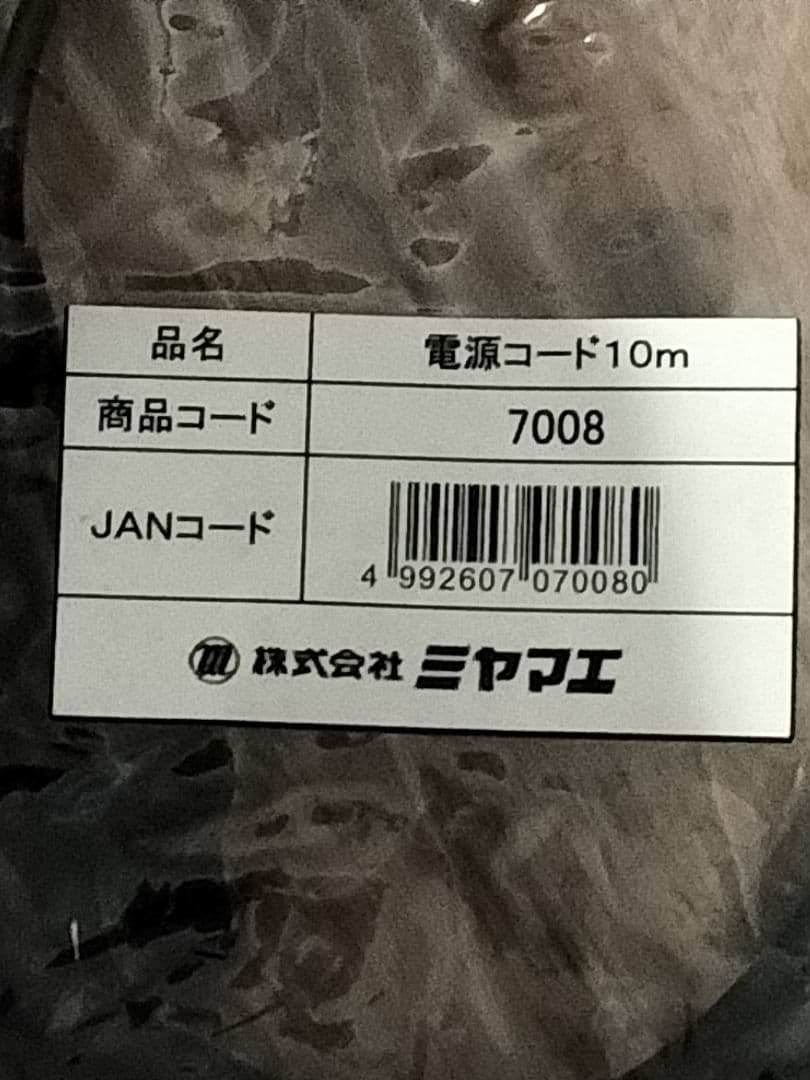 品名 電源コード10m
商品コード 7008
JANコード
4 992607 070080
m 株式会社 ミヤマエ